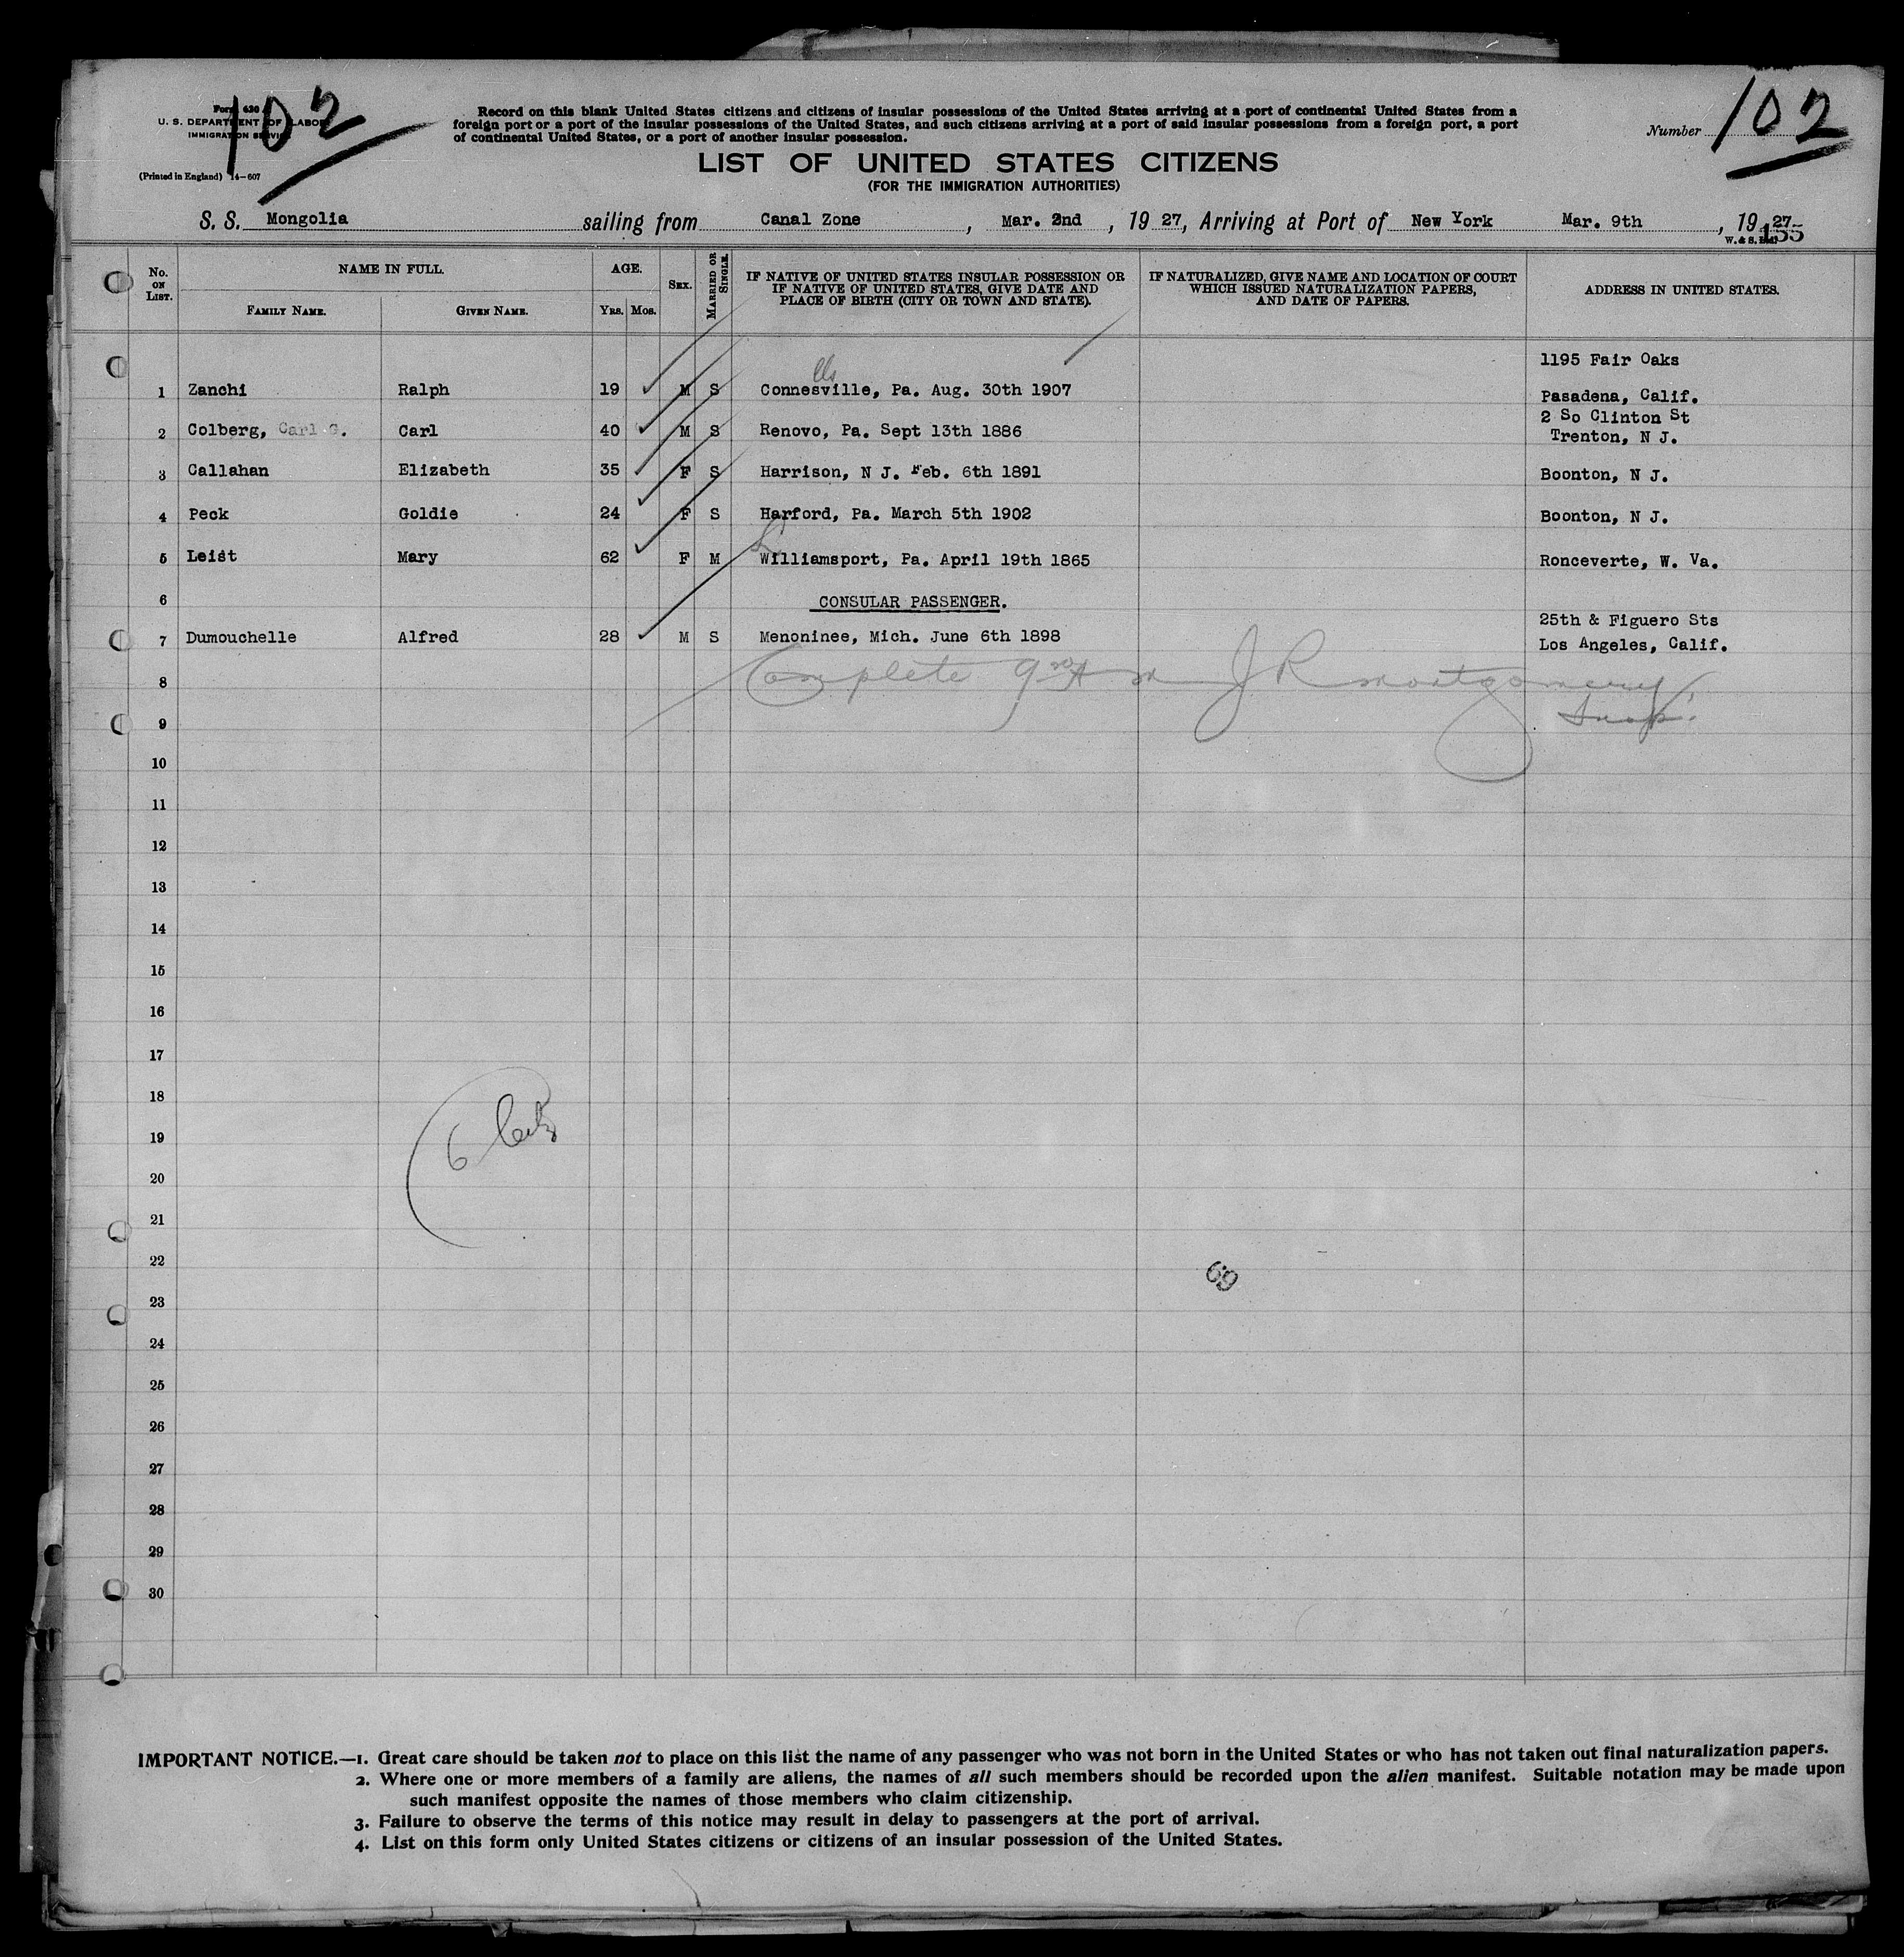 102
102
Form 630
U. S. DEPARTMENT OF LABOR
IMMIGRATION SERVICE
(Printed in England) 14-607
Record on this blank United States citizens and citizens of insular possessions of the United States arriving at a port of continental United States from a
foreign port or a port of the insular possessions of the United States, and such citizens arriving at a port of said insular possessions from a foreign port, a port
of continental United States, or a port of another insular possession.
Number
LIST OF UNITED STATES CITIZENS
(FOR THE IMMIGRATION AUTHORITIES)
S. S. Mongolia sailing from Canal Zone, Mar. 2nd, 19 27, Arriving at Port of New York Mar. 9th, 19 27
W. & S. Ltd.
155
No. ON LIST.
NAME IN FULL.
FAMILY NAME. GIVEN NAME.
AGE.
YRS. MOS.
SEX.
MARRIED OR SINGLE.
IF NATIVE OF UNITED STATES INSULAR POSSESSION OR
IF NATIVE OF UNITED STATES, GIVE DATE AND
PLACE OF BIRTH (CITY OR TOWN AND STATE).
IF NATURALIZED, GIVE NAME AND LOCATION OF COURT
WHICH ISSUED NATURALIZATION PAPERS,
AND DATE OF PAPERS.
ADDRESS IN UNITED STATES.
1195 Fair Oaks
1 Zanchi Ralph 19 M S Connesville, Pa. Aug. 30th 1907 Pasadena, Calif.
2 So Clinton St
2 Colberg, Carl G. Carl 40 M S Renovo, Pa. Sept 13th 1886 Trenton, N J.
3 Callahan Elizabeth 35 F S Harrison, N J. Feb. 6th 1891 Boonton, N J.
4 Peck Goldie 24 F S Harford, Pa. March 5th 1902 Boonton, N J.
5 Leist Mary 62 F M Williamsport, Pa. April 19th 1865 Ronceverte, W. Va.
6 CONSULAR PASSENGER.
25th & Figuero Sts
7 Dumouchelle Alfred 28 M S Menoninee, Mich. June 6th 1898 Los Angeles, Calif.
8 Complete J R Montgomery
9 Insp.
10
11
12
13
14
15
16
17
18
19
20
21
22
23
24
25
26
27
28
29
30
6
69
IMPORTANT NOTICE.—1. Great care should be taken not to place on this list the name of any passenger who was not born in the United States or who has not taken out final naturalization papers.
2. Where one or more members of a family are aliens, the names of all such members should be recorded upon the alien manifest. Suitable notation may be made upon
such manifest opposite the names of those members who claim citizenship.
3. Failure to observe the terms of this notice may result in delay to passengers at the port of arrival.
4. List on this form only United States citizens or citizens of an insular possession of the United States.